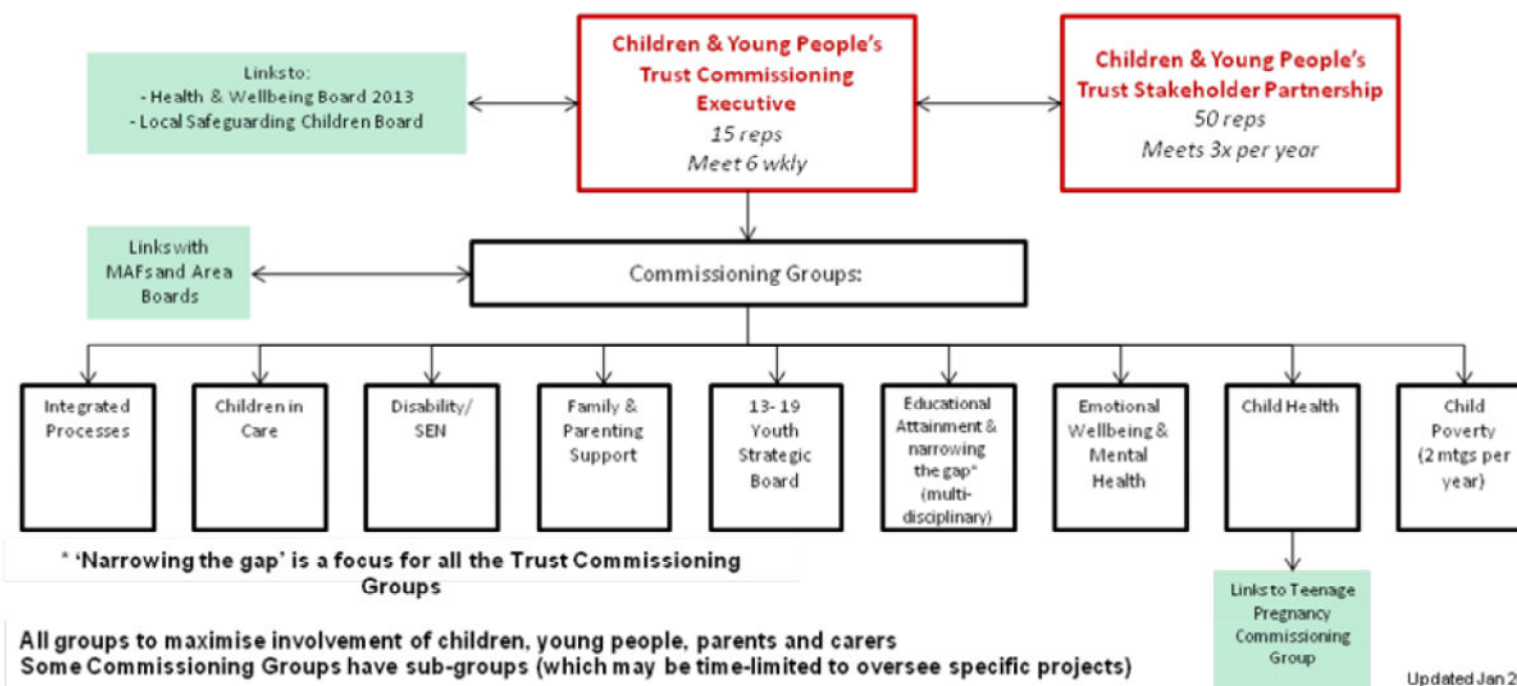 Links to:
- Health & Wellbeing Board 2013
- Local Safeguarding Children Board
Children & Young People's
Trust Commissioning
Executive
15 reps
Meet 6 wkly
Children & Young People's
Trust Stakeholder Partnership
50 reps
Meets 3x per year
Links with
MAFs and Area
Boards
Commissioning Groups:
Integrated
Processes
Children in
Care
Disability/
SEN
Family &
Parenting
Support
13- 19
Youth
Strategic
Board
Educational
Attainment &
narrowing
the gap*
(multi-
disciplinary)
Emotional
Wellbeing &
Mental
Health
Child Health
Child
Poverty
(2 mtgs per
year)
* 'Narrowing the gap' is a focus for all the Trust Commissioning
Groups
Links to Teenage
Pregnancy
Commissioning
Group
All groups to maximise involvement of children, young people, parents and carers
Some Commissioning Groups have sub-groups (which may be time-limited to oversee specific projects)
Updated Jan